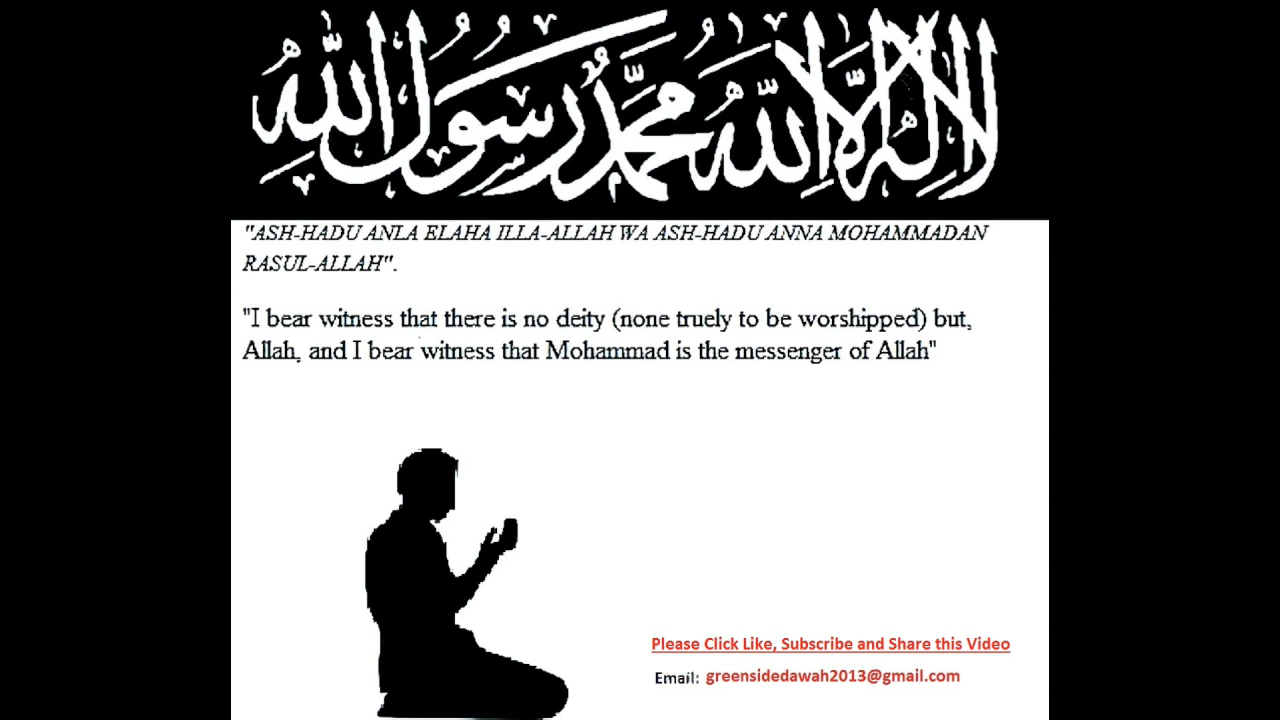 لا إله إلا الله محمد رسول الله
"ASH-HADU ANLA ELAHA ILLA-ALLAH WA ASH-HADU ANNA MOHAMMADAN
RASUL-ALLAH".
"I bear witness that there is no deity (none truely to be worshipped) but,
Allah, and I bear witness that Mohammad is the messenger of Allah"
Please Click Like, Subscribe and Share this Video
Email: greensidedawah2013@gmail.com